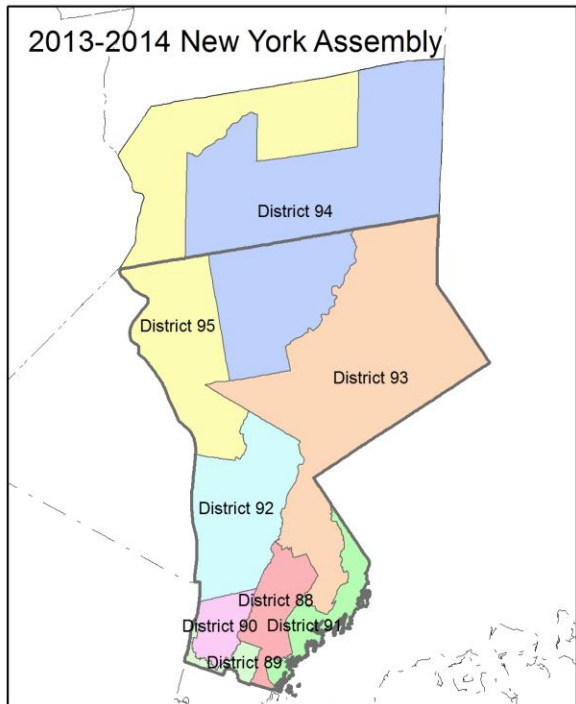 2013-2014 New York Assembly
District 94
District 95
District 93
District 92
District 88
District 90
District 91
District 89